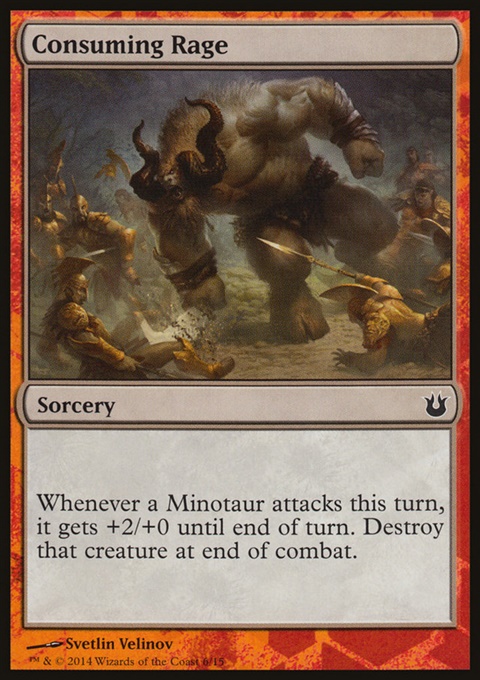 Consuming Rage
Sorcery
Whenever a Minotaur attacks this turn,
it gets +2/+0 until end of turn. Destroy
that creature at end of combat.
Svetlin Velinov
™ & © 2014 Wizards of the Coast 6/15